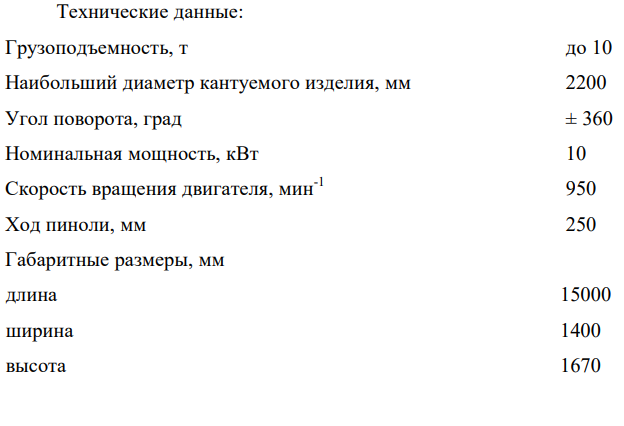 Технические данные:
Грузоподъемность, т до 10
Наибольший диаметр кантуемого изделия, мм 2200
Угол поворота, град ± 360
Номинальная мощность, кВт 10
Скорость вращения двигателя, мин-1 950
Ход пиноли, мм 250
Габаритные размеры, мм
длина 15000
ширина 1400
высота 1670